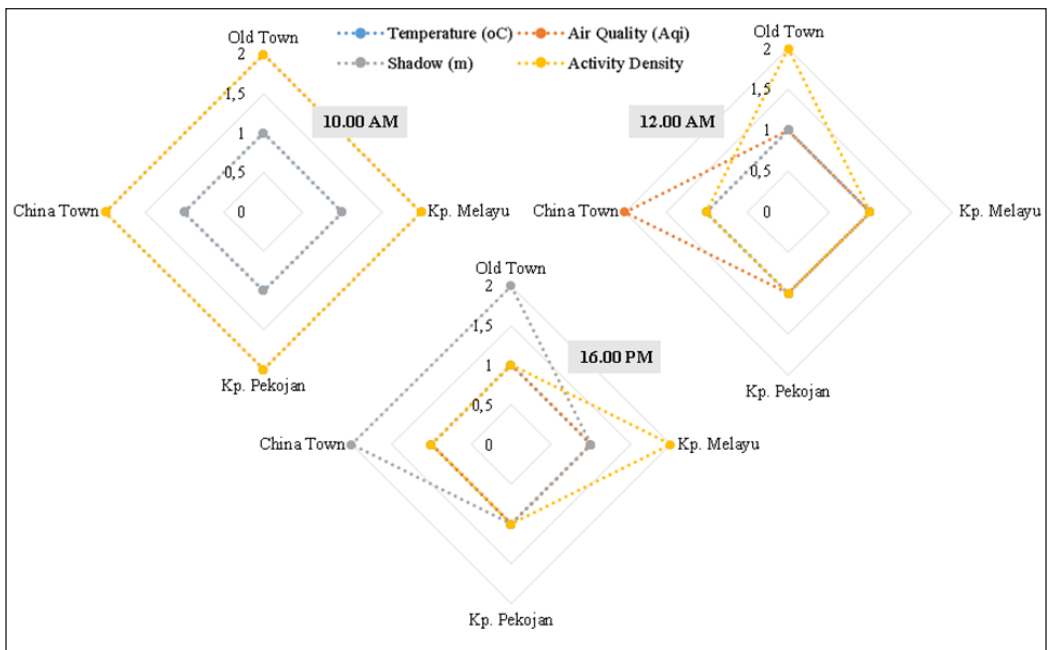 Temperature (oC)
Air Quality (Aqi)
Shadow (m)
Activity Density
Old Town
2
1,5
1
0,5
0
10.00 AM
China Town
Kp. Melayu
Kp. Pekojan
Old Town
2
1,5
1
0,5
0
12.00 AM
China Town
Kp. Melayu
Kp. Pekojan
Old Town
2
1,5
1
0,5
0
16.00 PM
China Town
Kp. Melayu
Kp. Pekojan